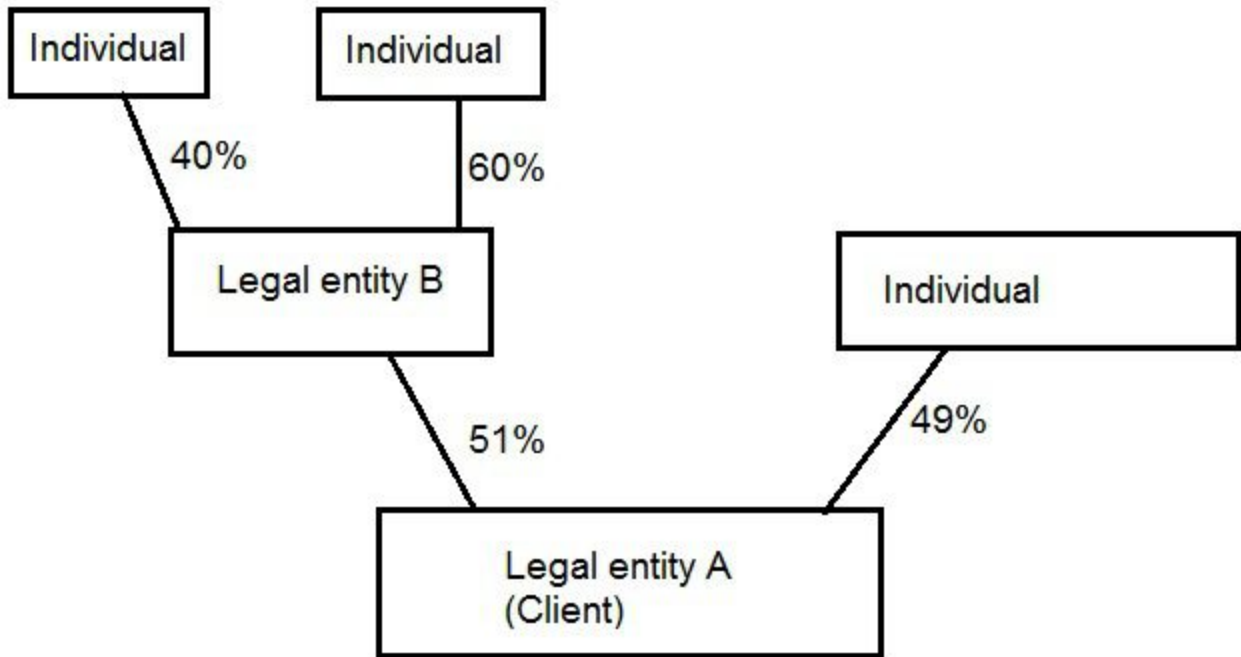 Individual
Individual
40%
60%
Legal entity B
Individual
51%
49%
Legal entity A
(Client)